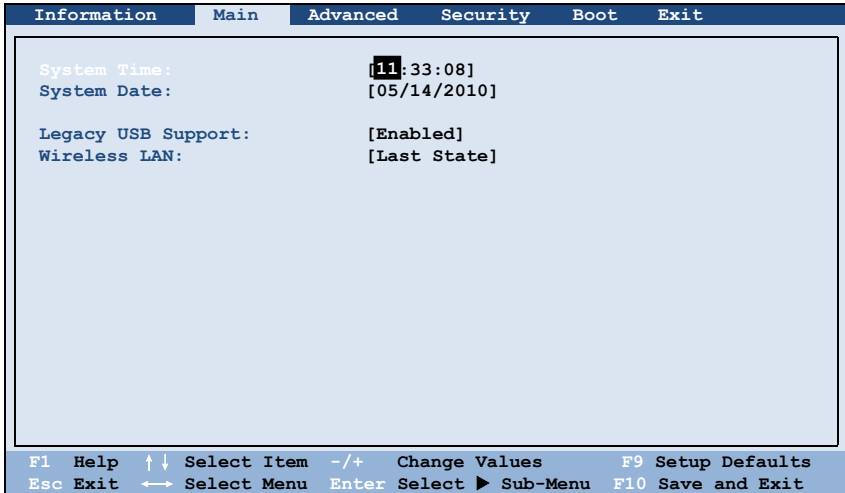 Information Main Advanced Security Boot Exit
System Time: [11:33:08]
System Date: [05/14/2010]
Legacy USB Support: [Enabled]
Wireless LAN: [Last State]
F1 Help ↑↓ Select Item -/+ Change Values F9 Setup Defaults
Esc Exit ←→ Select Menu Enter Select ▶ Sub-Menu F10 Save and Exit